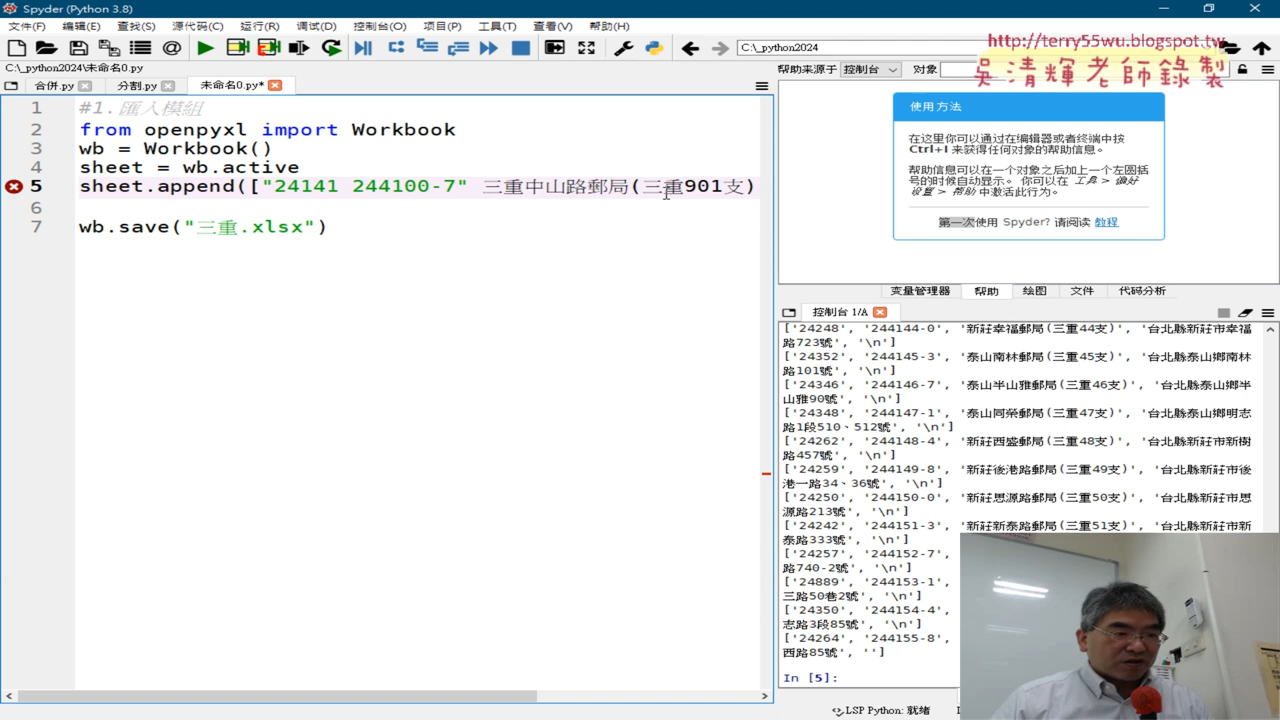 Spyder (Python 3.8)
文件(F) 编辑(E) 查找(S) 源代码(C) 运行(R) 调试(D) 控制台(O) 项目(P) 工具(T) 查看(V) 帮助(H)
C:\_python2024
http://terry55wu.blogspot.tw
吳清輝老師錄製
C:\_python2024\未命名0.py
帮助来源于 控制台 对象
合併.py 分割.py 未命名0.py*
1 #1.匯入模組
2 from openpyxl import Workbook
3 wb = Workbook()
4 sheet = wb.active
5 sheet.append(["24141 244100-7" 三重中山路郵局(三重901支)
6
7 wb.save("三重.xlsx")
使用方法
在这里你可以通过在编辑器或者终端中按
Ctrl+I 来获得任何对象的帮助信息。
帮助信息可以在一个对象之后加上一个左圆括
号的时候自动显示。 你可以在 工具 > 偏好
设置 > 帮助 中激活此行为。
第一次使用 Spyder? 请阅读 教程
变量管理器 帮助 绘图 文件 代码分析
控制台 1/A
['24248', '244144-0', '新莊幸福郵局(三重44支)', '台北縣新莊市幸福
路723號', '\n']
['24352', '244145-3', '泰山南林郵局(三重45支)', '台北縣泰山鄉南林
路101號', '\n']
['24346', '244146-7', '泰山半山雅郵局(三重46支)', '台北縣泰山鄉半
山雅90號', '\n']
['24348', '244147-1', '泰山同榮郵局(三重47支)', '台北縣泰山鄉明志
路1段510、512號', '\n']
['24262', '244148-4', '新莊西盛郵局(三重48支)', '台北縣新莊市新樹
路457號', '\n']
['24259', '244149-8', '新莊後港路郵局(三重49支)', '台北縣新莊市後
港一路34、36號', '\n']
['24250', '244150-0', '新莊思源路郵局(三重50支)', '台北縣新莊市思
源路213號', '\n']
['24242', '244151-3', '新莊新泰路郵局(三重51支)', '台北縣新莊市新
泰路333號', '\n']
['24257', '244152-7',
路740-2號', '\n']
['24889', '244153-1',
三路50巷2號', '\n']
['24350', '244154-4',
志路3段85號', '\n']
['24264', '244155-8',
西路85號', '']
In [5]:
LSP Python: 就绪